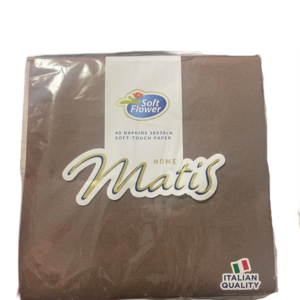 Soft
Flower
40 NAPKINS 38X38cm
SOFT-TOUCH PAPER
HOME
Matis
ITALIAN
QUALITY